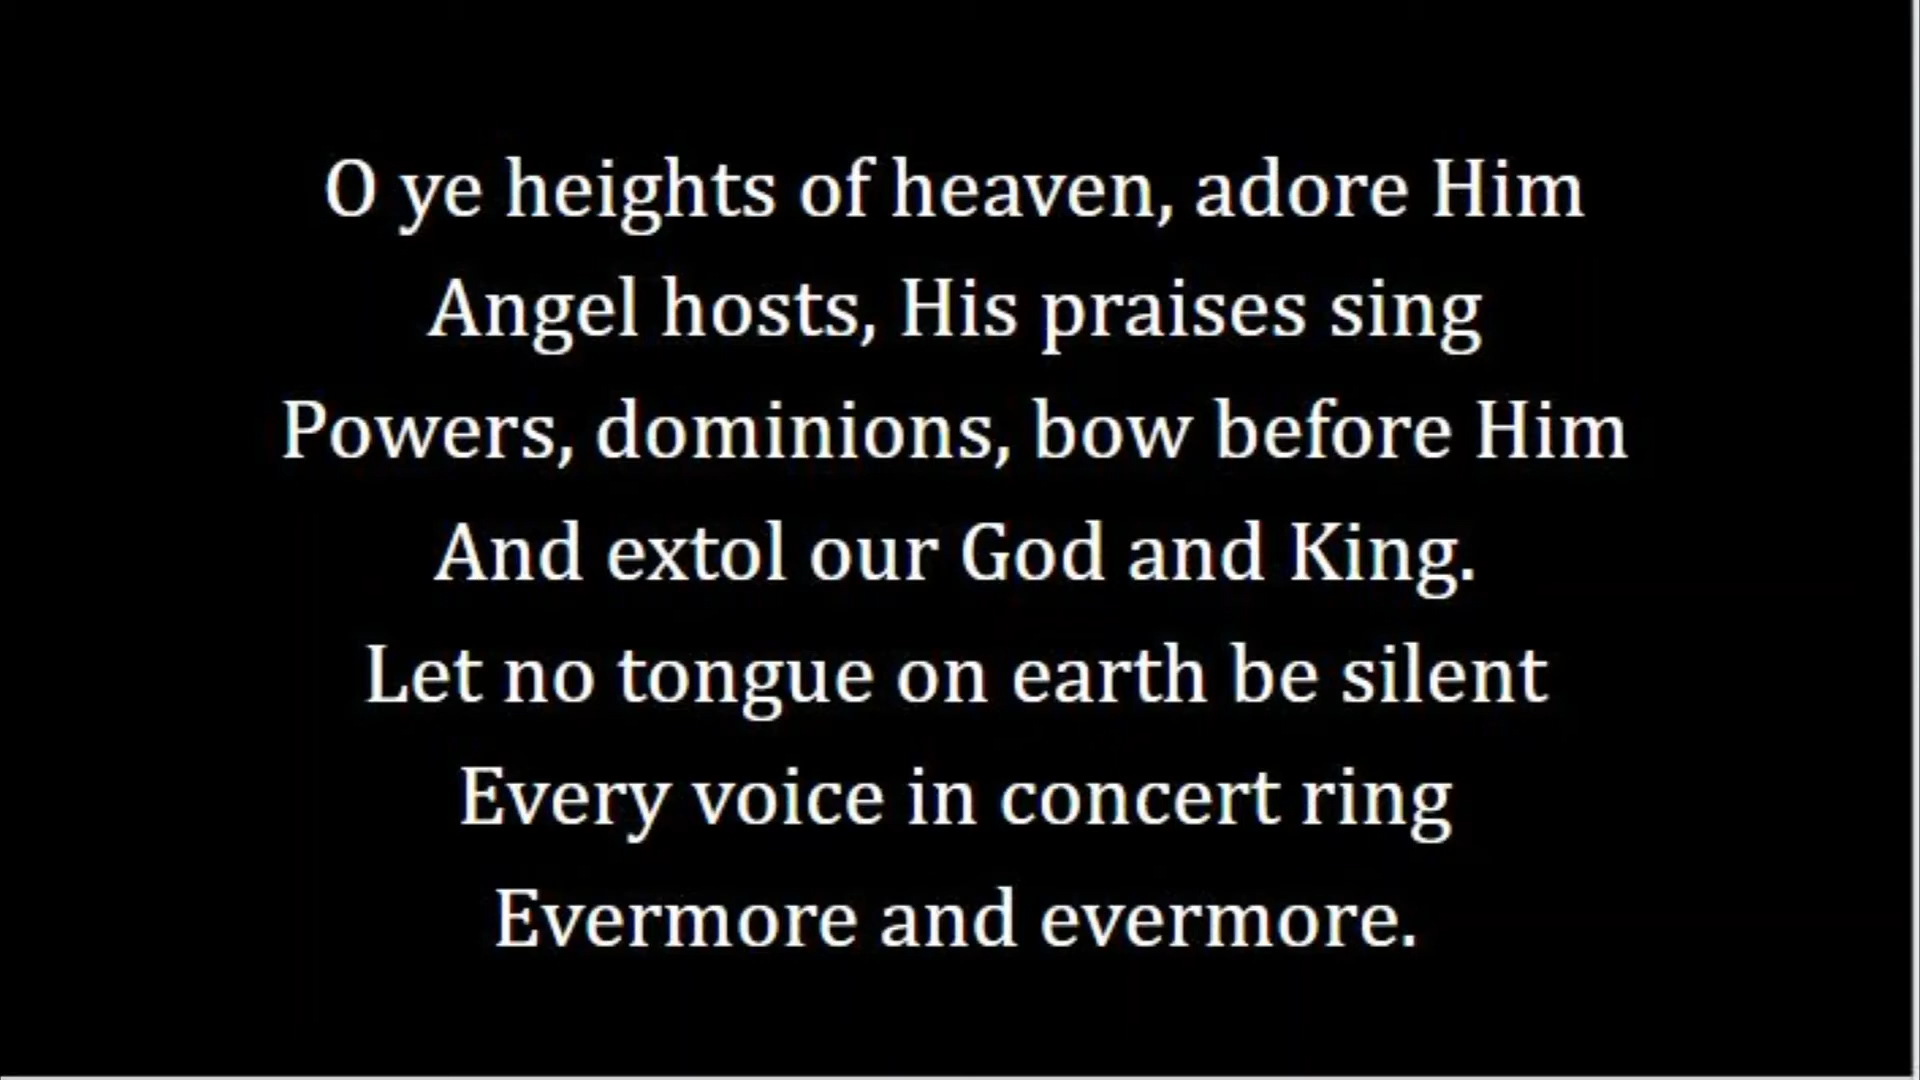 O ye heights of heaven, adore Him
Angel hosts, His praises sing
Powers, dominions, bow before Him
And extol our God and King.
Let no tongue on earth be silent
Every voice in concert ring
Evermore and evermore.